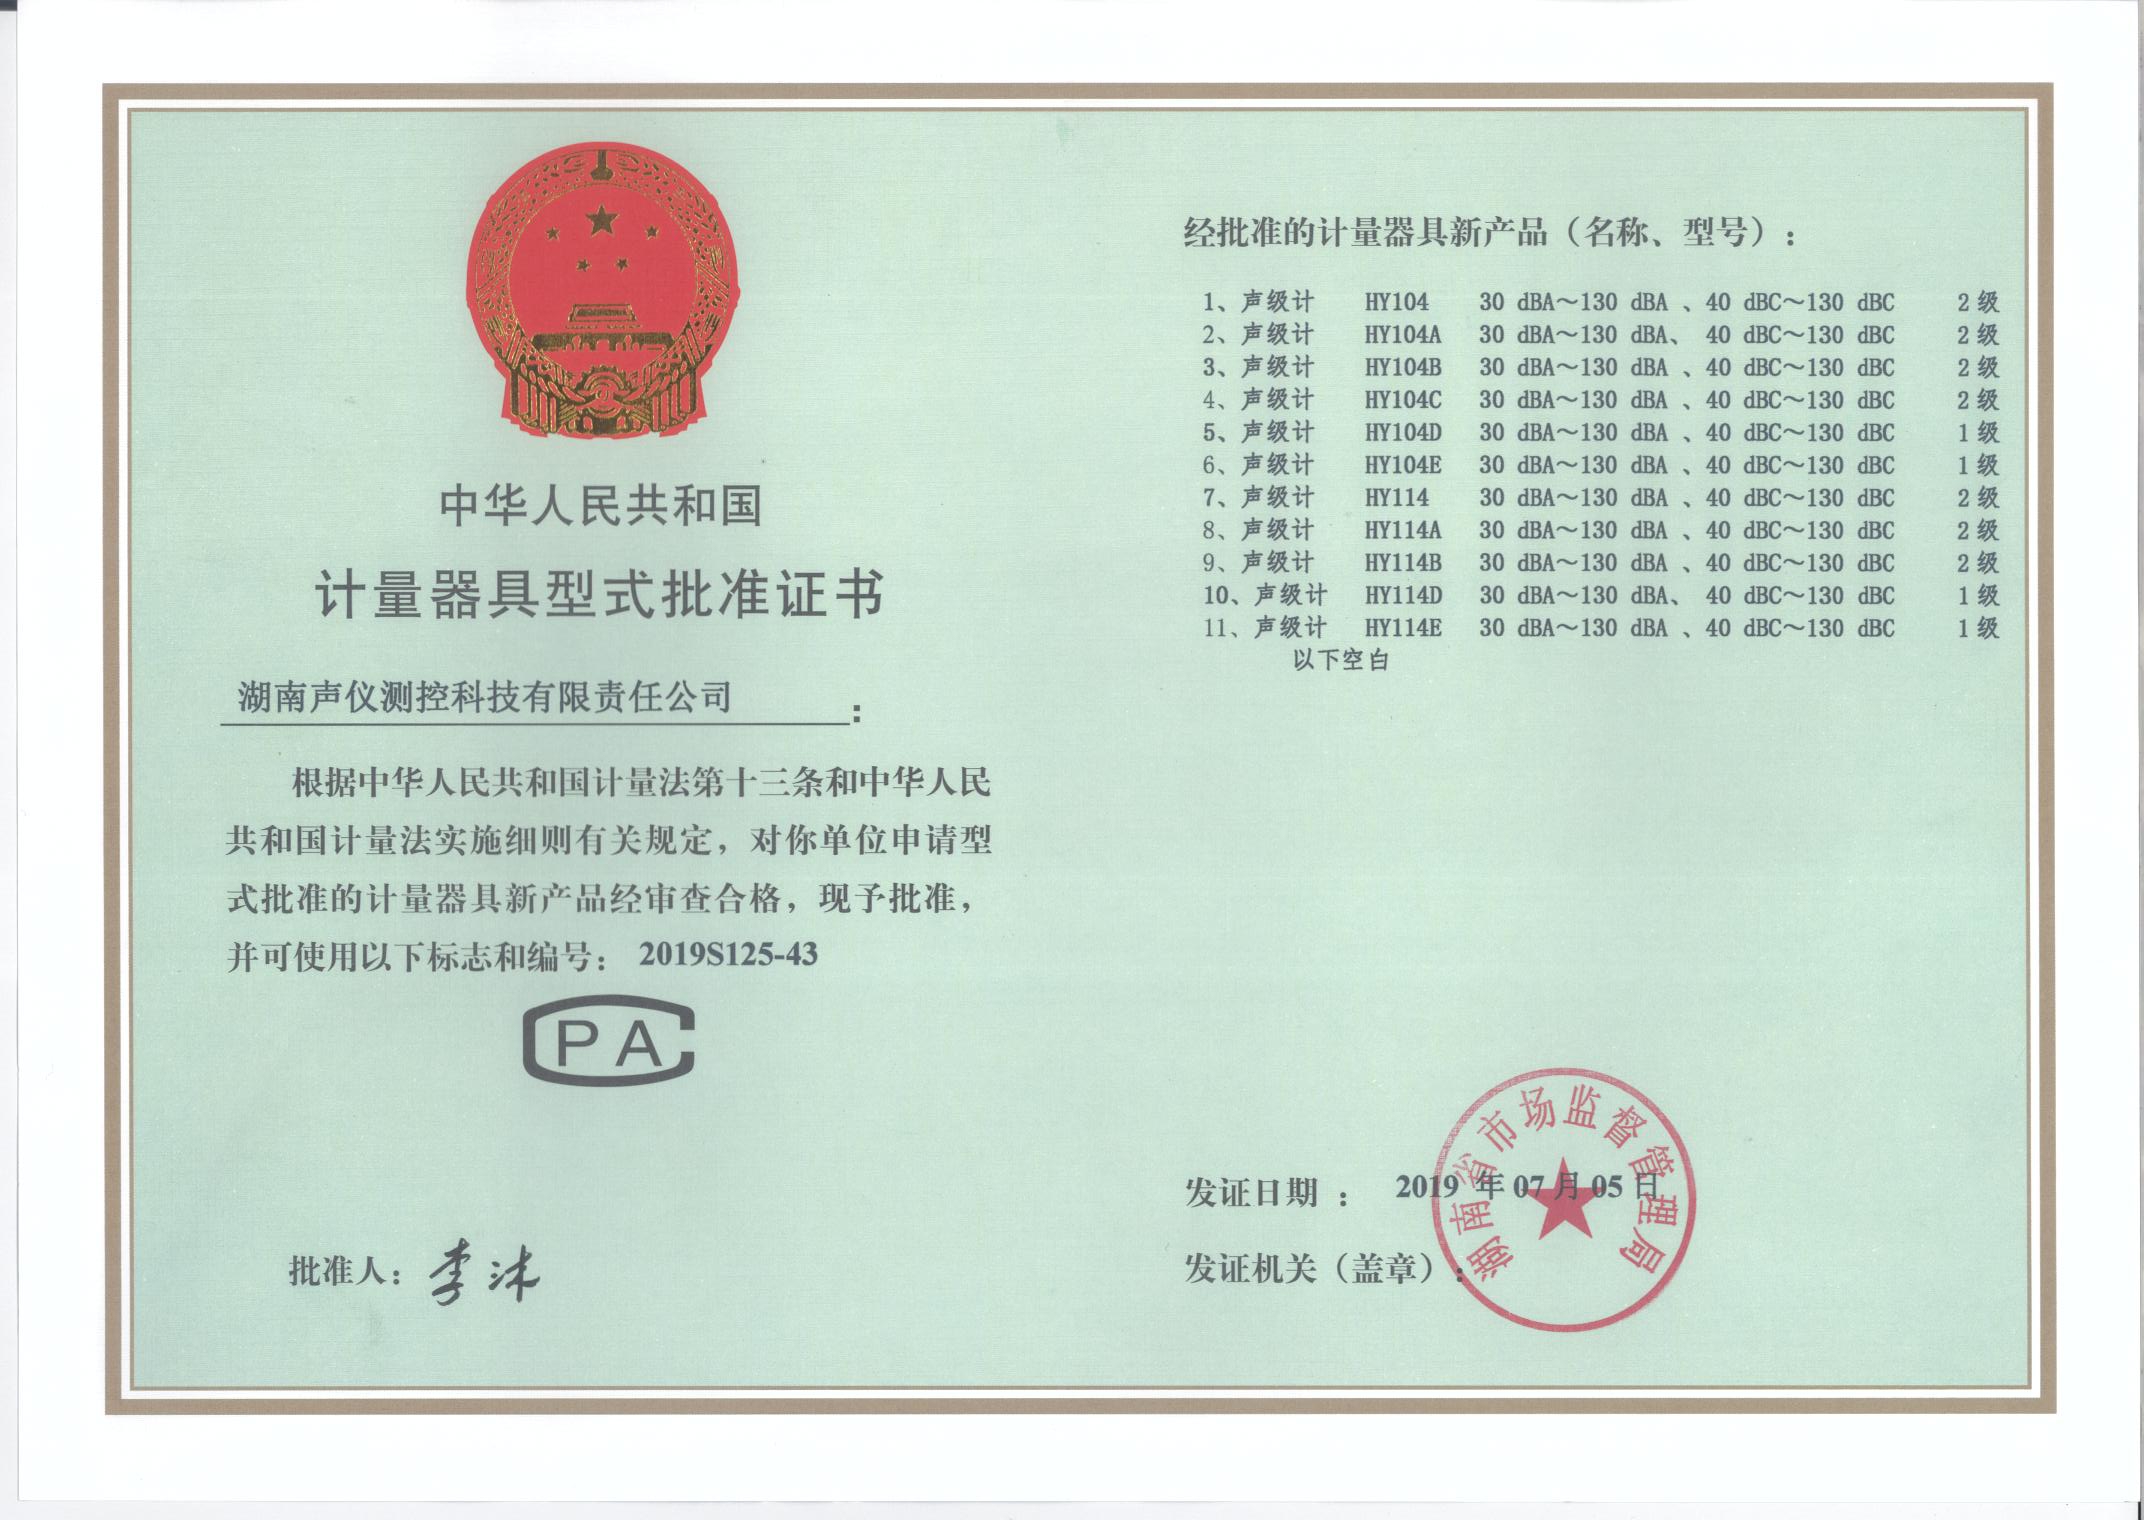 中华人民共和国
计量器具型式批准证书
湖南声仪测控科技有限责任公司：
根据中华人民共和国计量法第十三条和中华人民
共和国计量法实施细则有关规定，对你单位申请型
式批准的计量器具新产品经审查合格，现予批准，
并可使用以下标志和编号： 2019S125-43
CPA
批准人：李沐
经批准的计量器具新产品（名称、型号）：
1、声级计 HY104 30 dBA～130 dBA 、40 dBC～130 dBC 2级
2、声级计 HY104A 30 dBA～130 dBA、 40 dBC～130 dBC 2级
3、声级计 HY104B 30 dBA～130 dBA 、40 dBC～130 dBC 2级
4、声级计 HY104C 30 dBA～130 dBA 、40 dBC～130 dBC 2级
5、声级计 HY104D 30 dBA～130 dBA 、40 dBC～130 dBC 1级
6、声级计 HY104E 30 dBA～130 dBA 、40 dBC～130 dBC 1级
7、声级计 HY114 30 dBA～130 dBA 、40 dBC～130 dBC 2级
8、声级计 HY114A 30 dBA～130 dBA 、40 dBC～130 dBC 2级
9、声级计 HY114B 30 dBA～130 dBA 、40 dBC～130 dBC 2级
10、声级计 HY114D 30 dBA～130 dBA、 40 dBC～130 dBC 1级
11、声级计 HY114E 30 dBA～130 dBA 、40 dBC～130 dBC 1级
以下空白
发证日期 ： 2019 年 07 月 05 日
发证机关（盖章）：
湖南省市场监督管理局